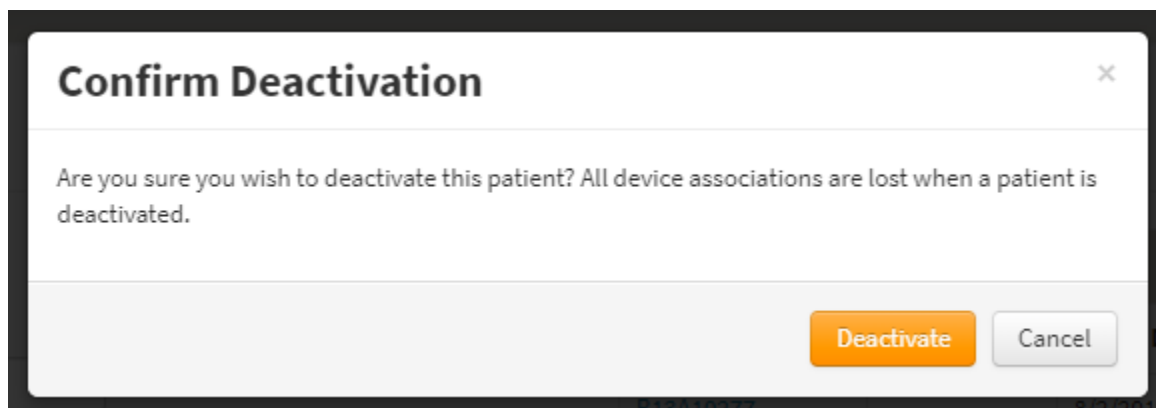 Confirm Deactivation
×
Are you sure you wish to deactivate this patient? All device associations are lost when a patient is
deactivated.
Deactivate
Cancel